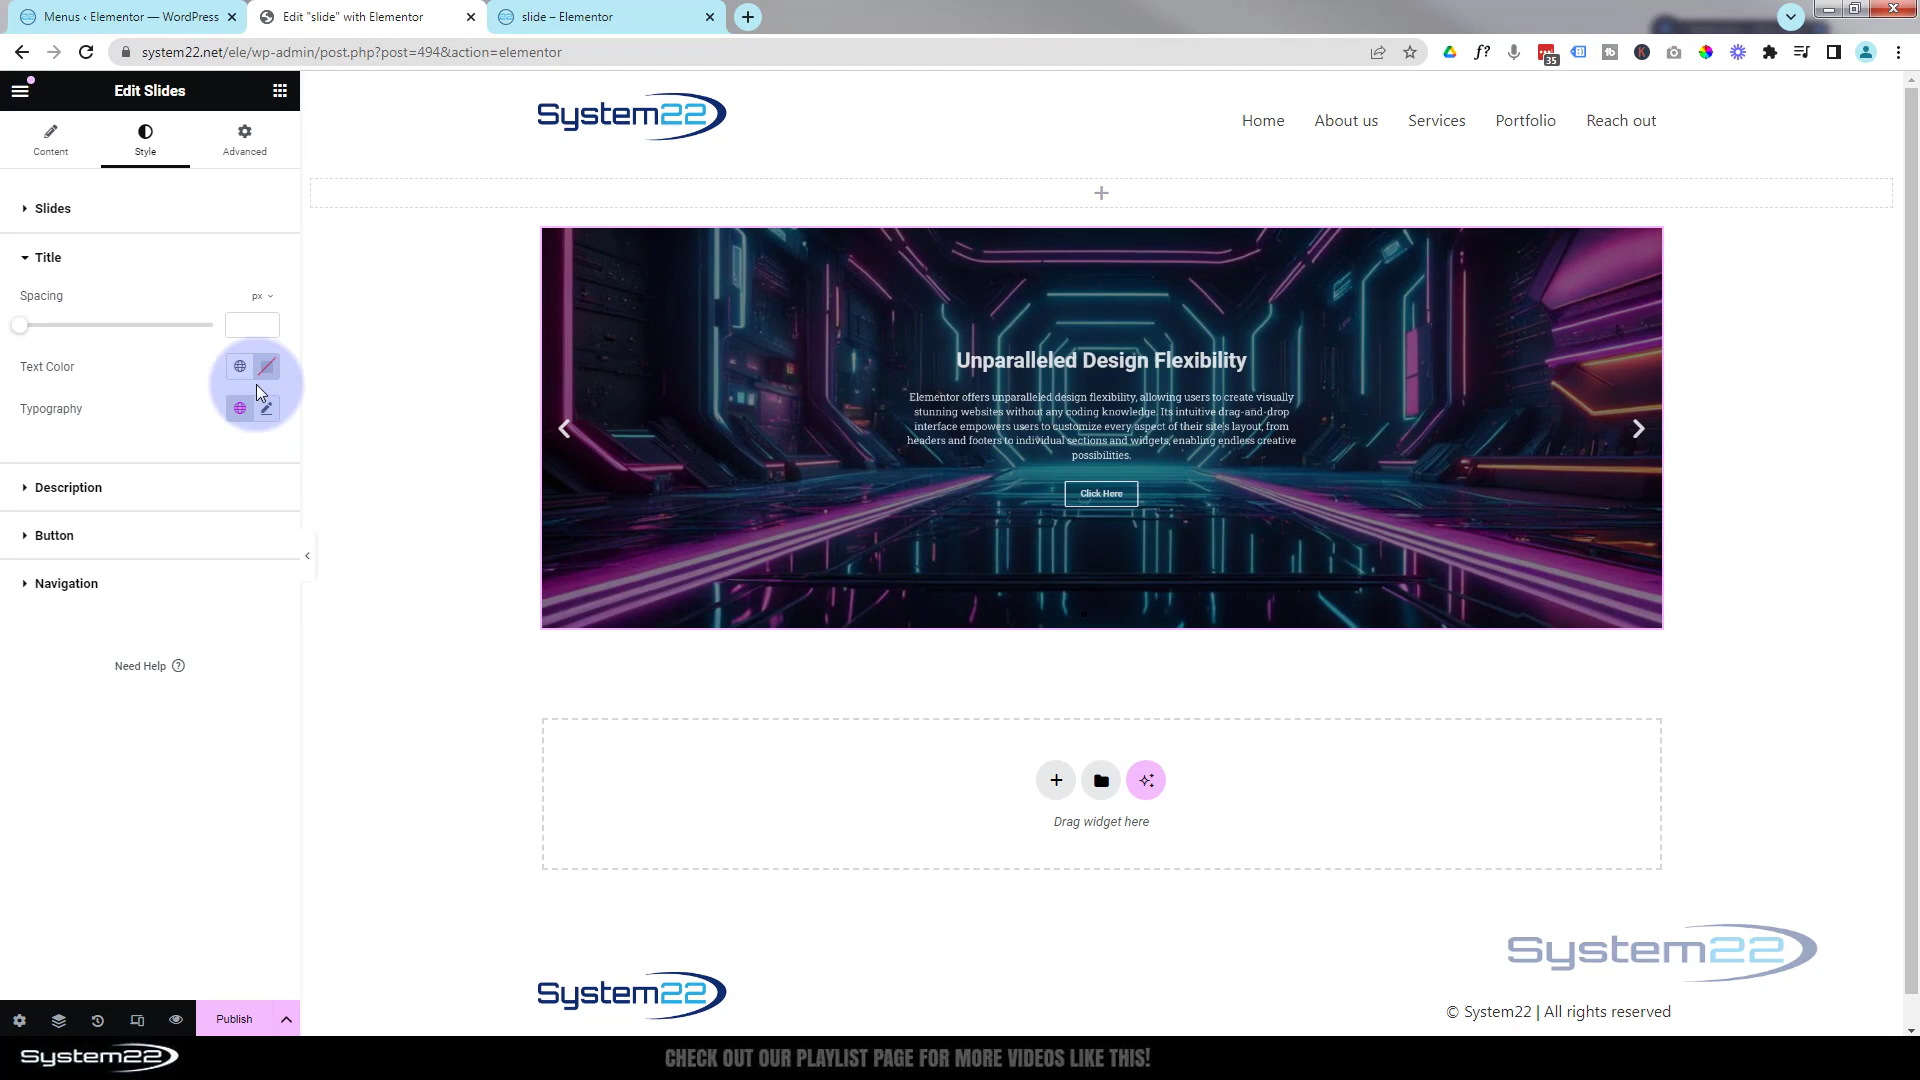 Menus ‹ Elementor — WordPress
Edit "slide" with Elementor
slide – Elementor
system22.net/ele/wp-admin/post.php?post=494&action=elementor
f?
35
Edit Slides
Content
Style
Advanced
Slides
Title
Spacing
px
Text Color
Typography
Description
Button
Navigation
Need Help ?
Publish
System22
Home
About us
Services
Portfolio
Reach out
Unparalleled Design Flexibility
Elementor offers unparalleled design flexibility, allowing users to create visually
stunning websites without any coding knowledge. Its intuitive drag-and-drop
interface empowers users to customize every aspect of their site's layout, from
headers and footers to individual sections and widgets, enabling endless creative
possibilities.
Click Here
Drag widget here
System22
System22
© System22 | All rights reserved
System22
CHECK OUT OUR PLAYLIST PAGE FOR MORE VIDEOS LIKE THIS!